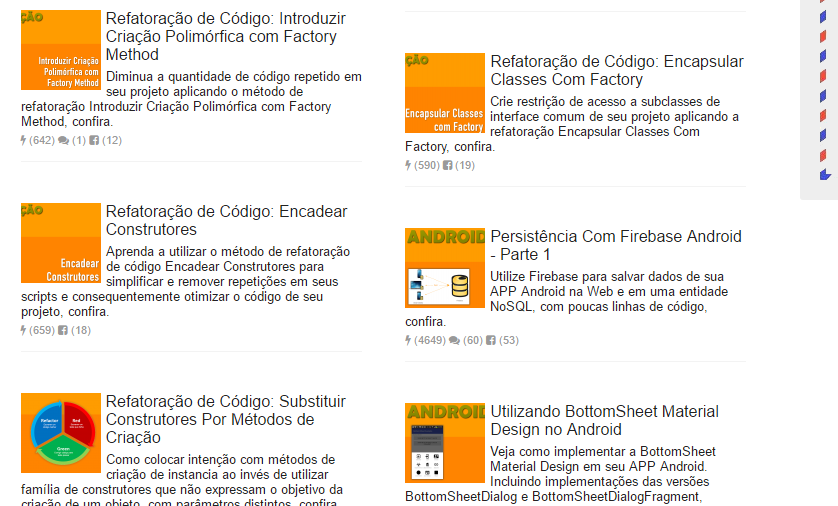 ÇÃO
Introduzir Criação
Polimórfica com
Factory Method
Refatoração de Código: Introduzir
Criação Polimórfica com Factory
Method
Diminua a quantidade de código repetido em
seu projeto aplicando o método de
refatoração Introduzir Criação Polimórfica com Factory
Method, confira.
(642) (1) (12)
ÇÃO
Encadear
Construtores
Refatoração de Código: Encadear
Construtores
Aprenda a utilizar o método de refatoração
de código Encadear Construtores para
simplificar e remover repetições em seus
scripts e consequentemente otimizar o código de seu
projeto, confira.
(659) (18)
Refactor
Red
Green
Refatoração de Código: Substituir
Construtores Por Métodos de
Criação
Como colocar intenção com métodos de
criação de instancia ao invés de utilizar
família de construtores que não expressam o objetivo da
criação de um objeto, com parâmetros distintos, confira.
ÇÃO
Encapsular Classes
com Factory
Refatoração de Código: Encapsular
Classes Com Factory
Crie restrição de acesso a subclasses de
interface comum de seu projeto aplicando a
refatoração Encapsular Classes Com
Factory, confira.
(590) (19)
ANDROID
Persistência Com Firebase Android
- Parte 1
Utilize Firebase para salvar dados de sua
APP Android na Web e em uma entidade
NoSQL, com poucas linhas de código,
confira.
(4649) (60) (53)
ANDROID
Utilizando BottomSheet Material
Design no Android
Veja como implementar a BottomSheet
Material Design em seu APP Android.
Incluindo implementações das versões
BottomSheetDialog e BottomSheetDialogFragment,